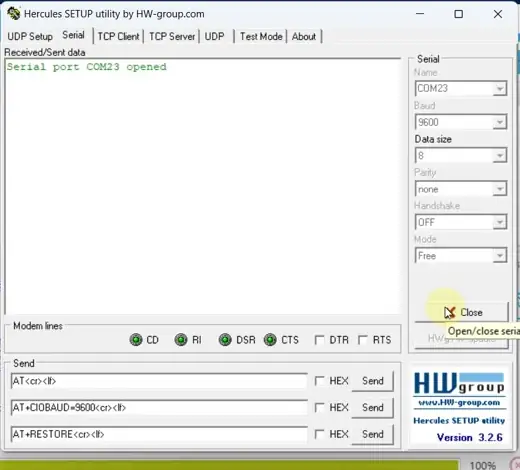 Hercules SETUP utility by HW-group.com
UDP Setup Serial TCP Client TCP Server UDP Test Mode About
Received/Sent data
Serial port COM23 opened
Serial
Name
COM23
Baud
9600
Data size
8
Parity
none
Handshake
OFF
Mode
Free
Close
Open/close seria
Modem lines
CD RI DSR CTS DTR RTS
Send
AT<cr><lf> HEX Send
AT+CIOBAUD=9600<cr><lf> HEX Send
AT+RESTORE<cr><lf> HEX Send
HWgroup
www.HW-group.com
Hercules SETUP utility
Version 3.2.6
100%